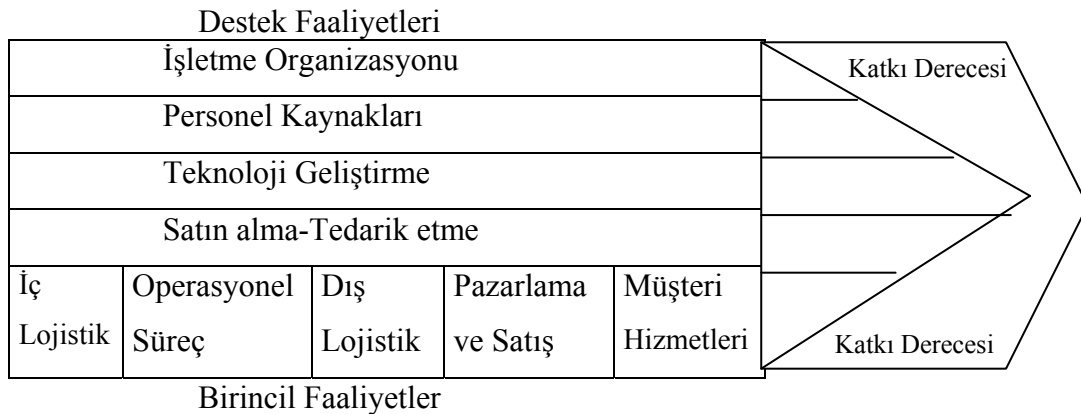 Destek Faaliyetleri
İşletme Organizasyonu
Katkı Derecesi
Personel Kaynakları
Teknoloji Geliştirme
Satın alma-Tedarik etme
İç
Lojistik
Operasyonel
Süreç
Dış
Lojistik
Pazarlama
ve Satış
Müşteri
Hizmetleri
Katkı Derecesi
Birincil Faaliyetler